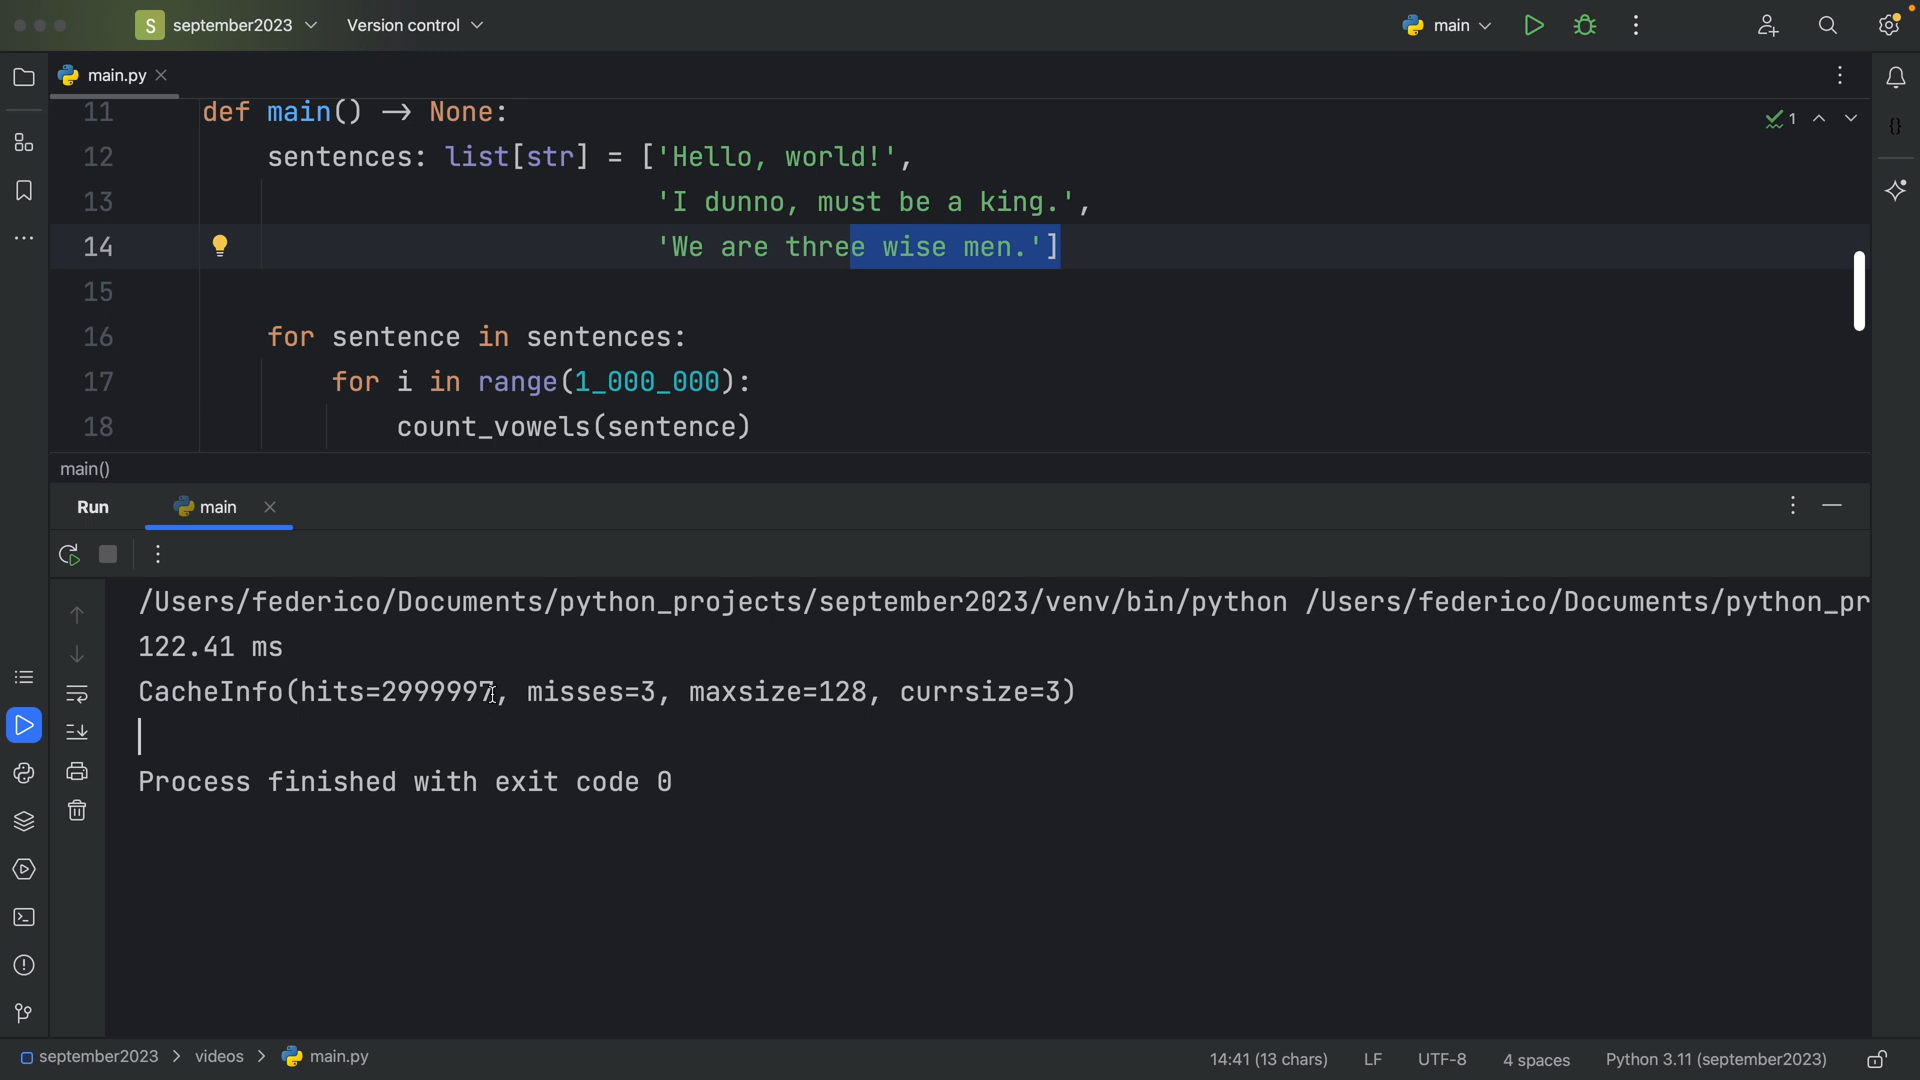 S september2023 Version control main
main.py
11 def main() → None:
12 sentences: list[str] = ['Hello, world!',
13 'I dunno, must be a king.',
14 'We are three wise men.']
15
16 for sentence in sentences:
17 for i in range(1_000_000):
18 count_vowels(sentence)
1
{}
main()
Run main
/Users/federico/Documents/python_projects/september2023/venv/bin/python /Users/federico/Documents/python_pr
122.41 ms
CacheInfo(hits=2999997, misses=3, maxsize=128, currsize=3)
Process finished with exit code 0
september2023 > videos > main.py 14:41 (13 chars) LF UTF-8 4 spaces Python 3.11 (september2023)